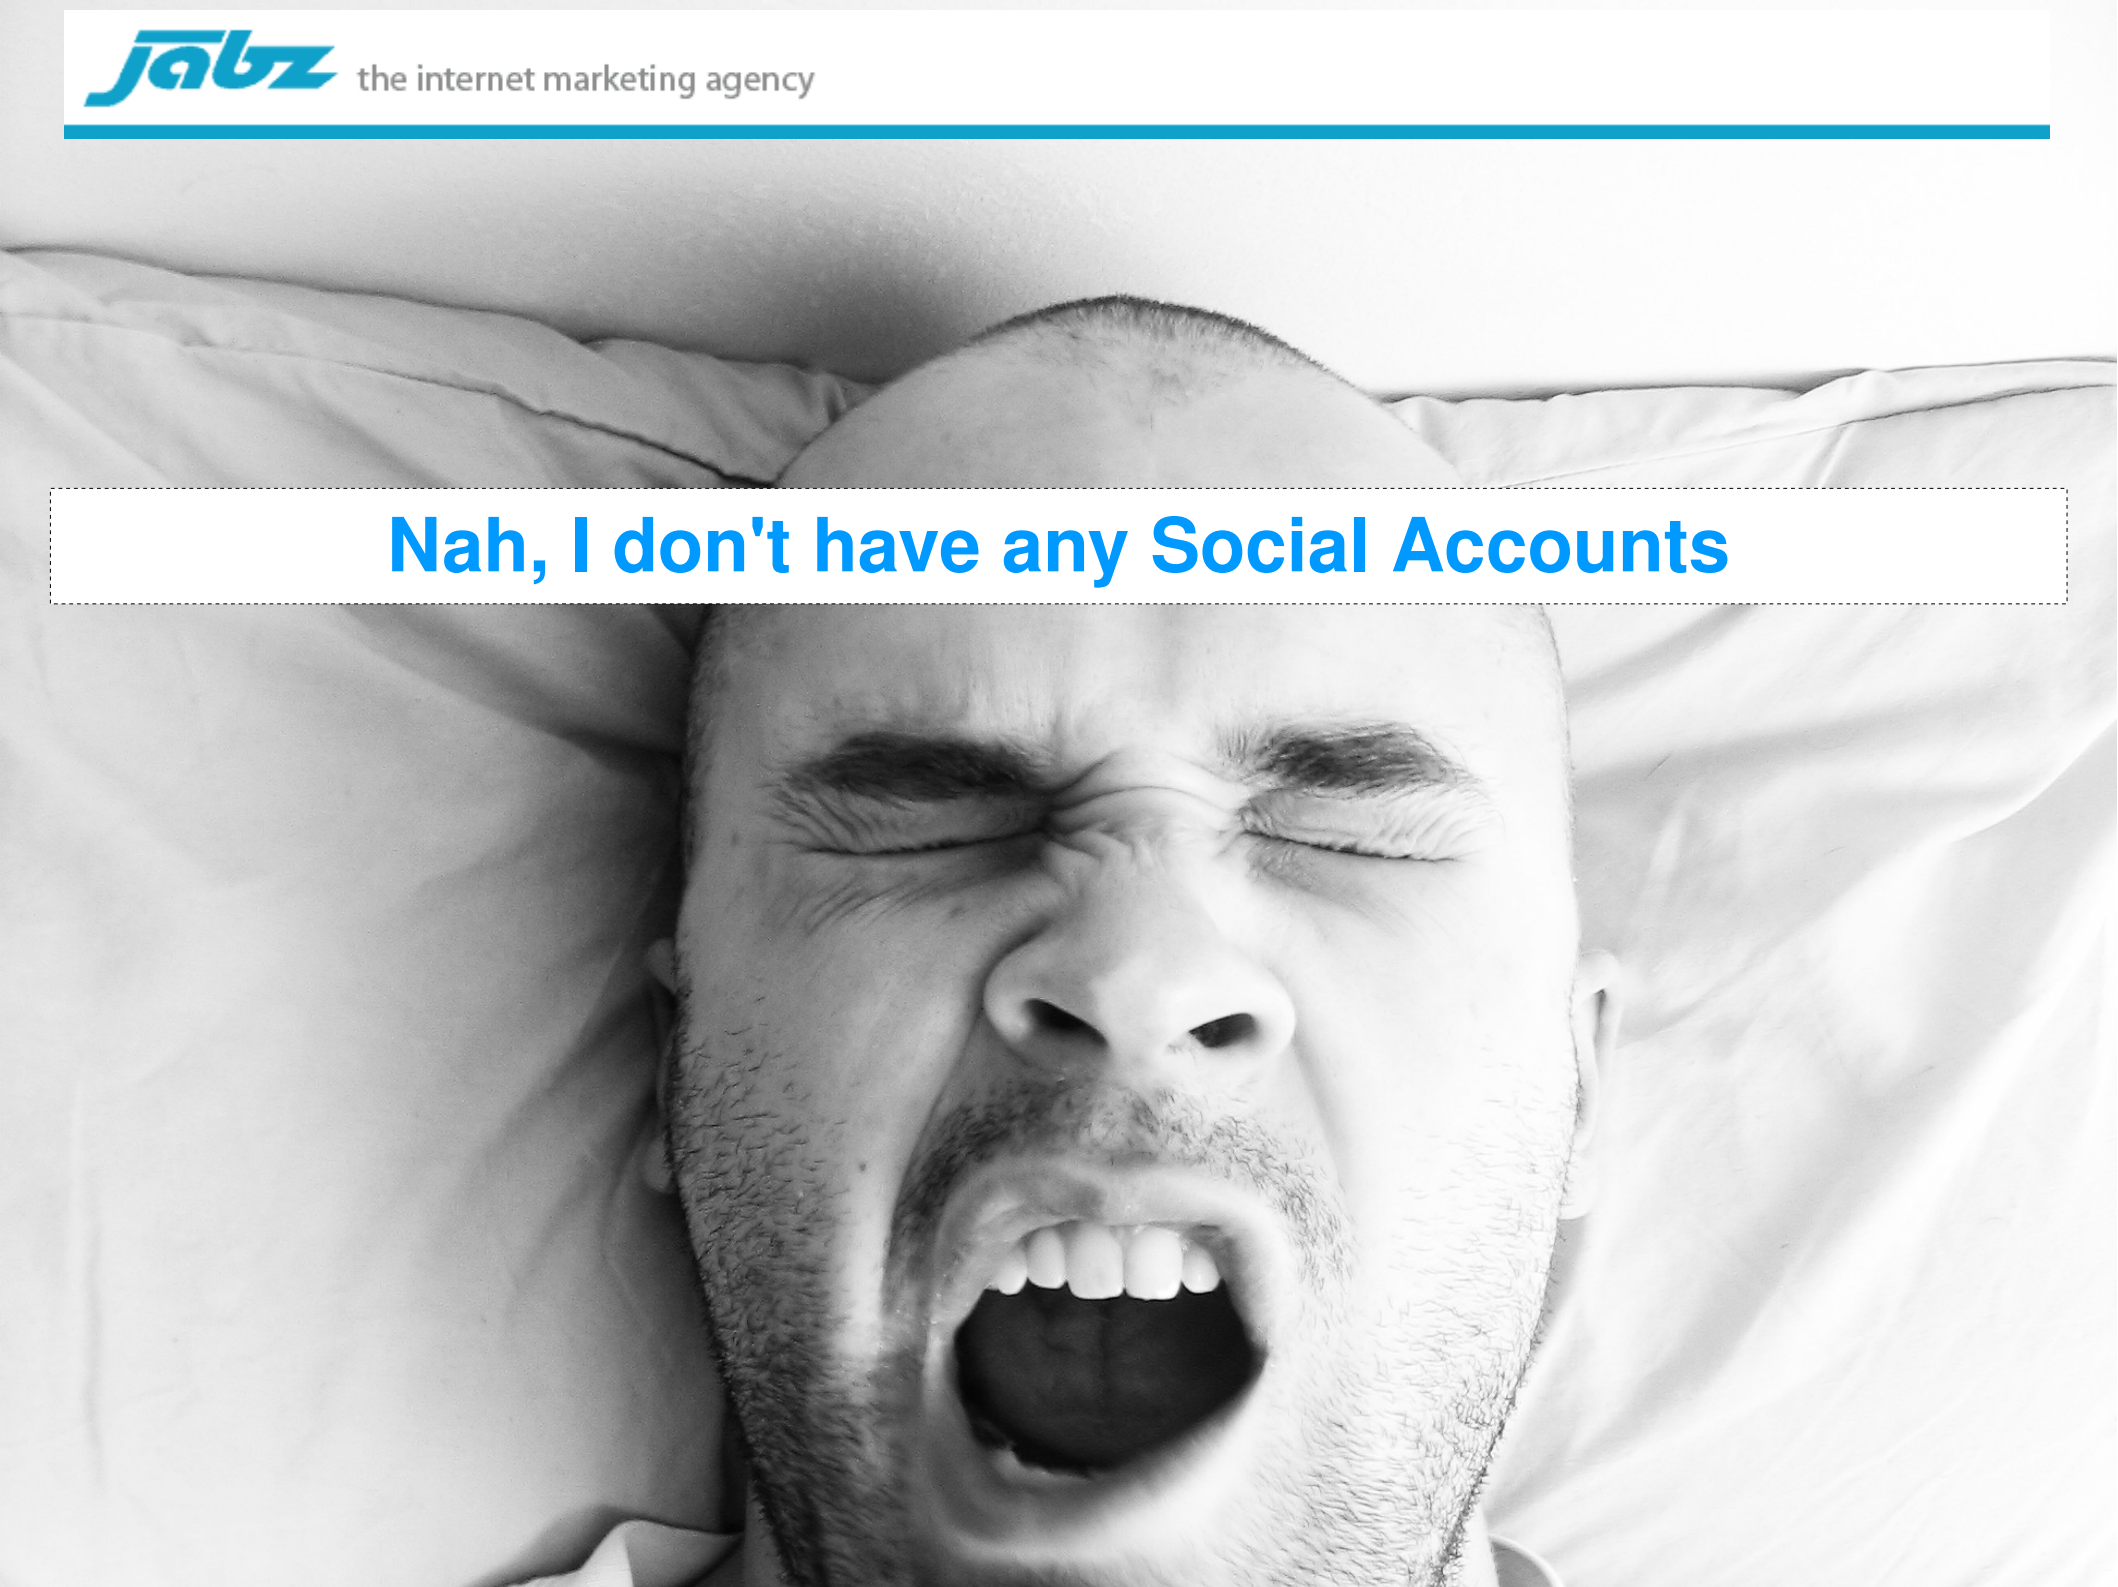 jabz the internet marketing agency
Nah, I don't have any Social Accounts